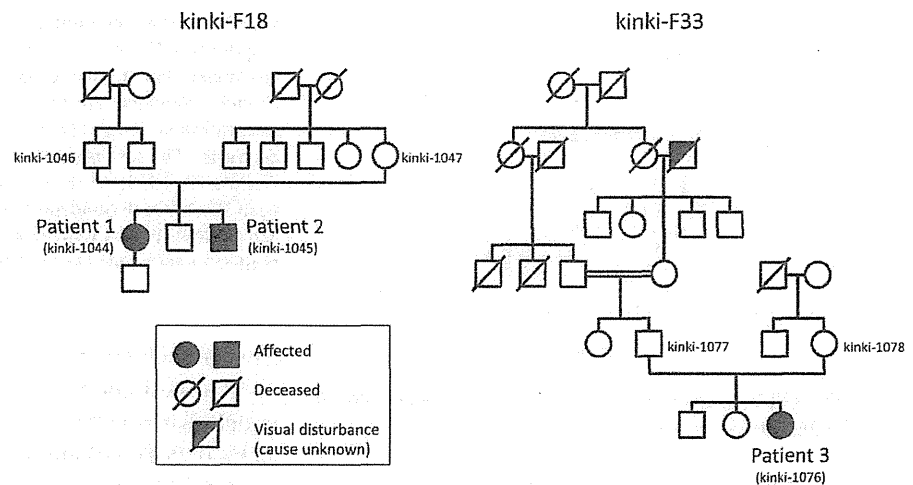 kinki-F18
kinki-F33
kinki-1046
kinki-1047
Patient 1
(kinki-1044)
Patient 2
(kinki-1045)
kinki-1077
kinki-1078
Affected
Deceased
Visual disturbance
(cause unknown)
Patient 3
(kinki-1076)